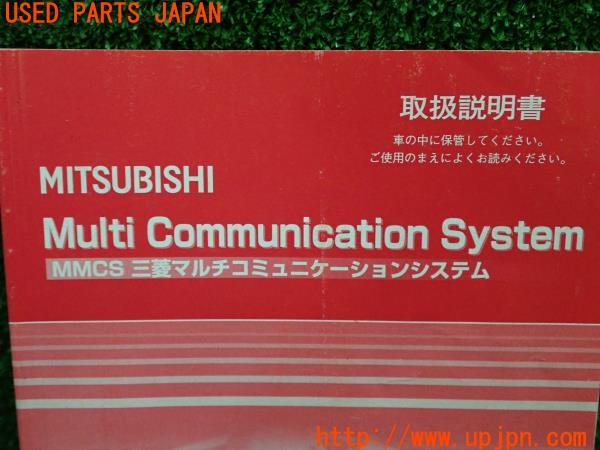 USED PARTS JAPAN
取扱説明書
車の中に保管してください。
ご使用のまえによくお読みください。
MITSUBISHI
Multi Communication System
MMCS 三菱マルチコミュニケーションシステム
http://www.upjpn.com